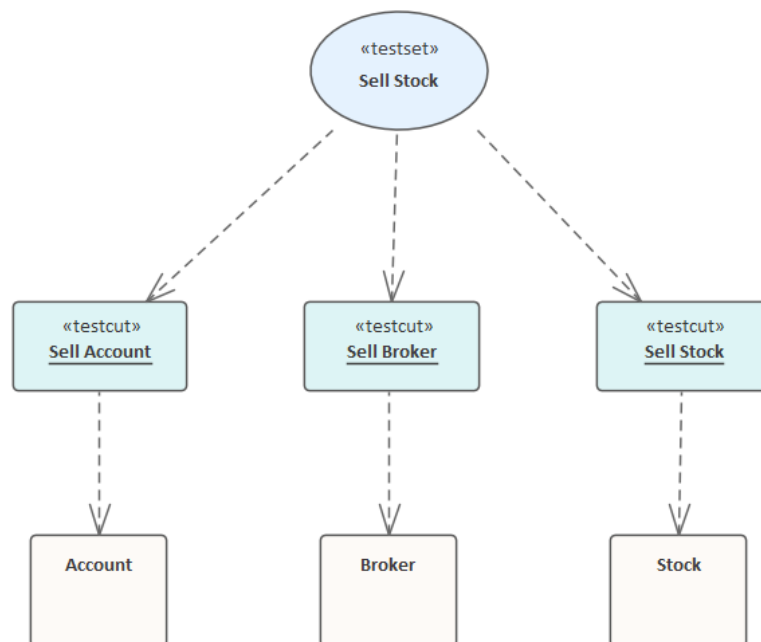 «testset»
Sell Stock
«testcut»
Sell Account
«testcut»
Sell Broker
«testcut»
Sell Stock
Account
Broker
Stock